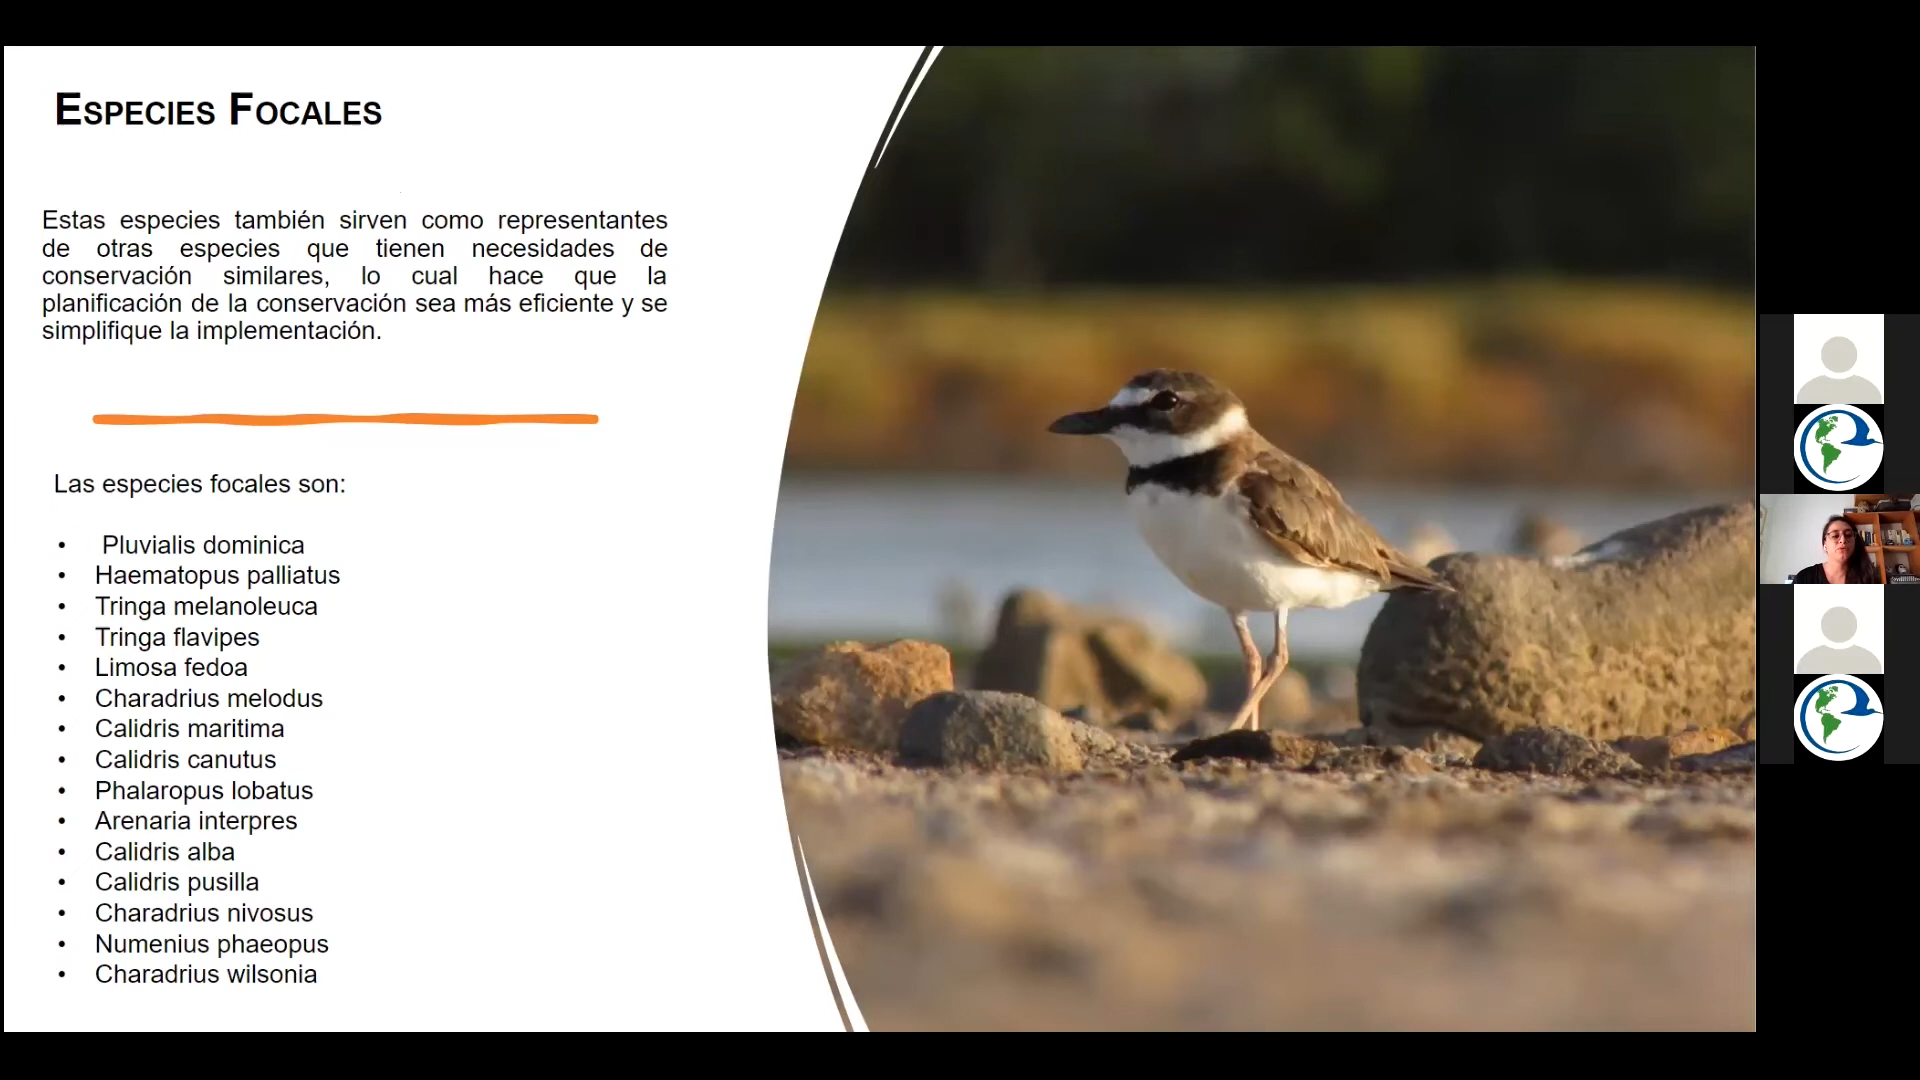 Especies Focales
Estas especies también sirven como representantes
de otras especies que tienen necesidades de
conservación similares, lo cual hace que la
planificación de la conservación sea más eficiente y se
simplifique la implementación.
Las especies focales son:
• Pluvialis dominica
• Haematopus palliatus
• Tringa melanoleuca
• Tringa flavipes
• Limosa fedoa
• Charadrius melodus
• Calidris maritima
• Calidris canutus
• Phalaropus lobatus
• Arenaria interpres
• Calidris alba
• Calidris pusilla
• Charadrius nivosus
• Numenius phaeopus
• Charadrius wilsonia